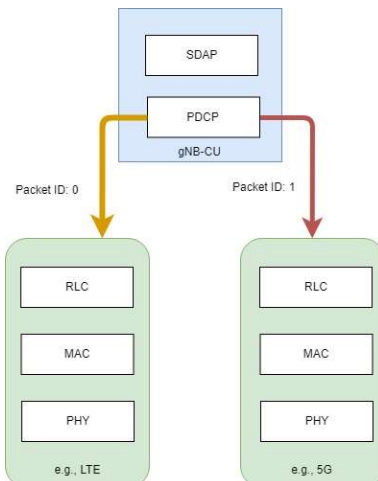 SDAP
PDCP
gNB-CU
Packet ID: 0
Packet ID: 1
RLC
MAC
PHY
e.g., LTE
RLC
MAC
PHY
e.g., 5G